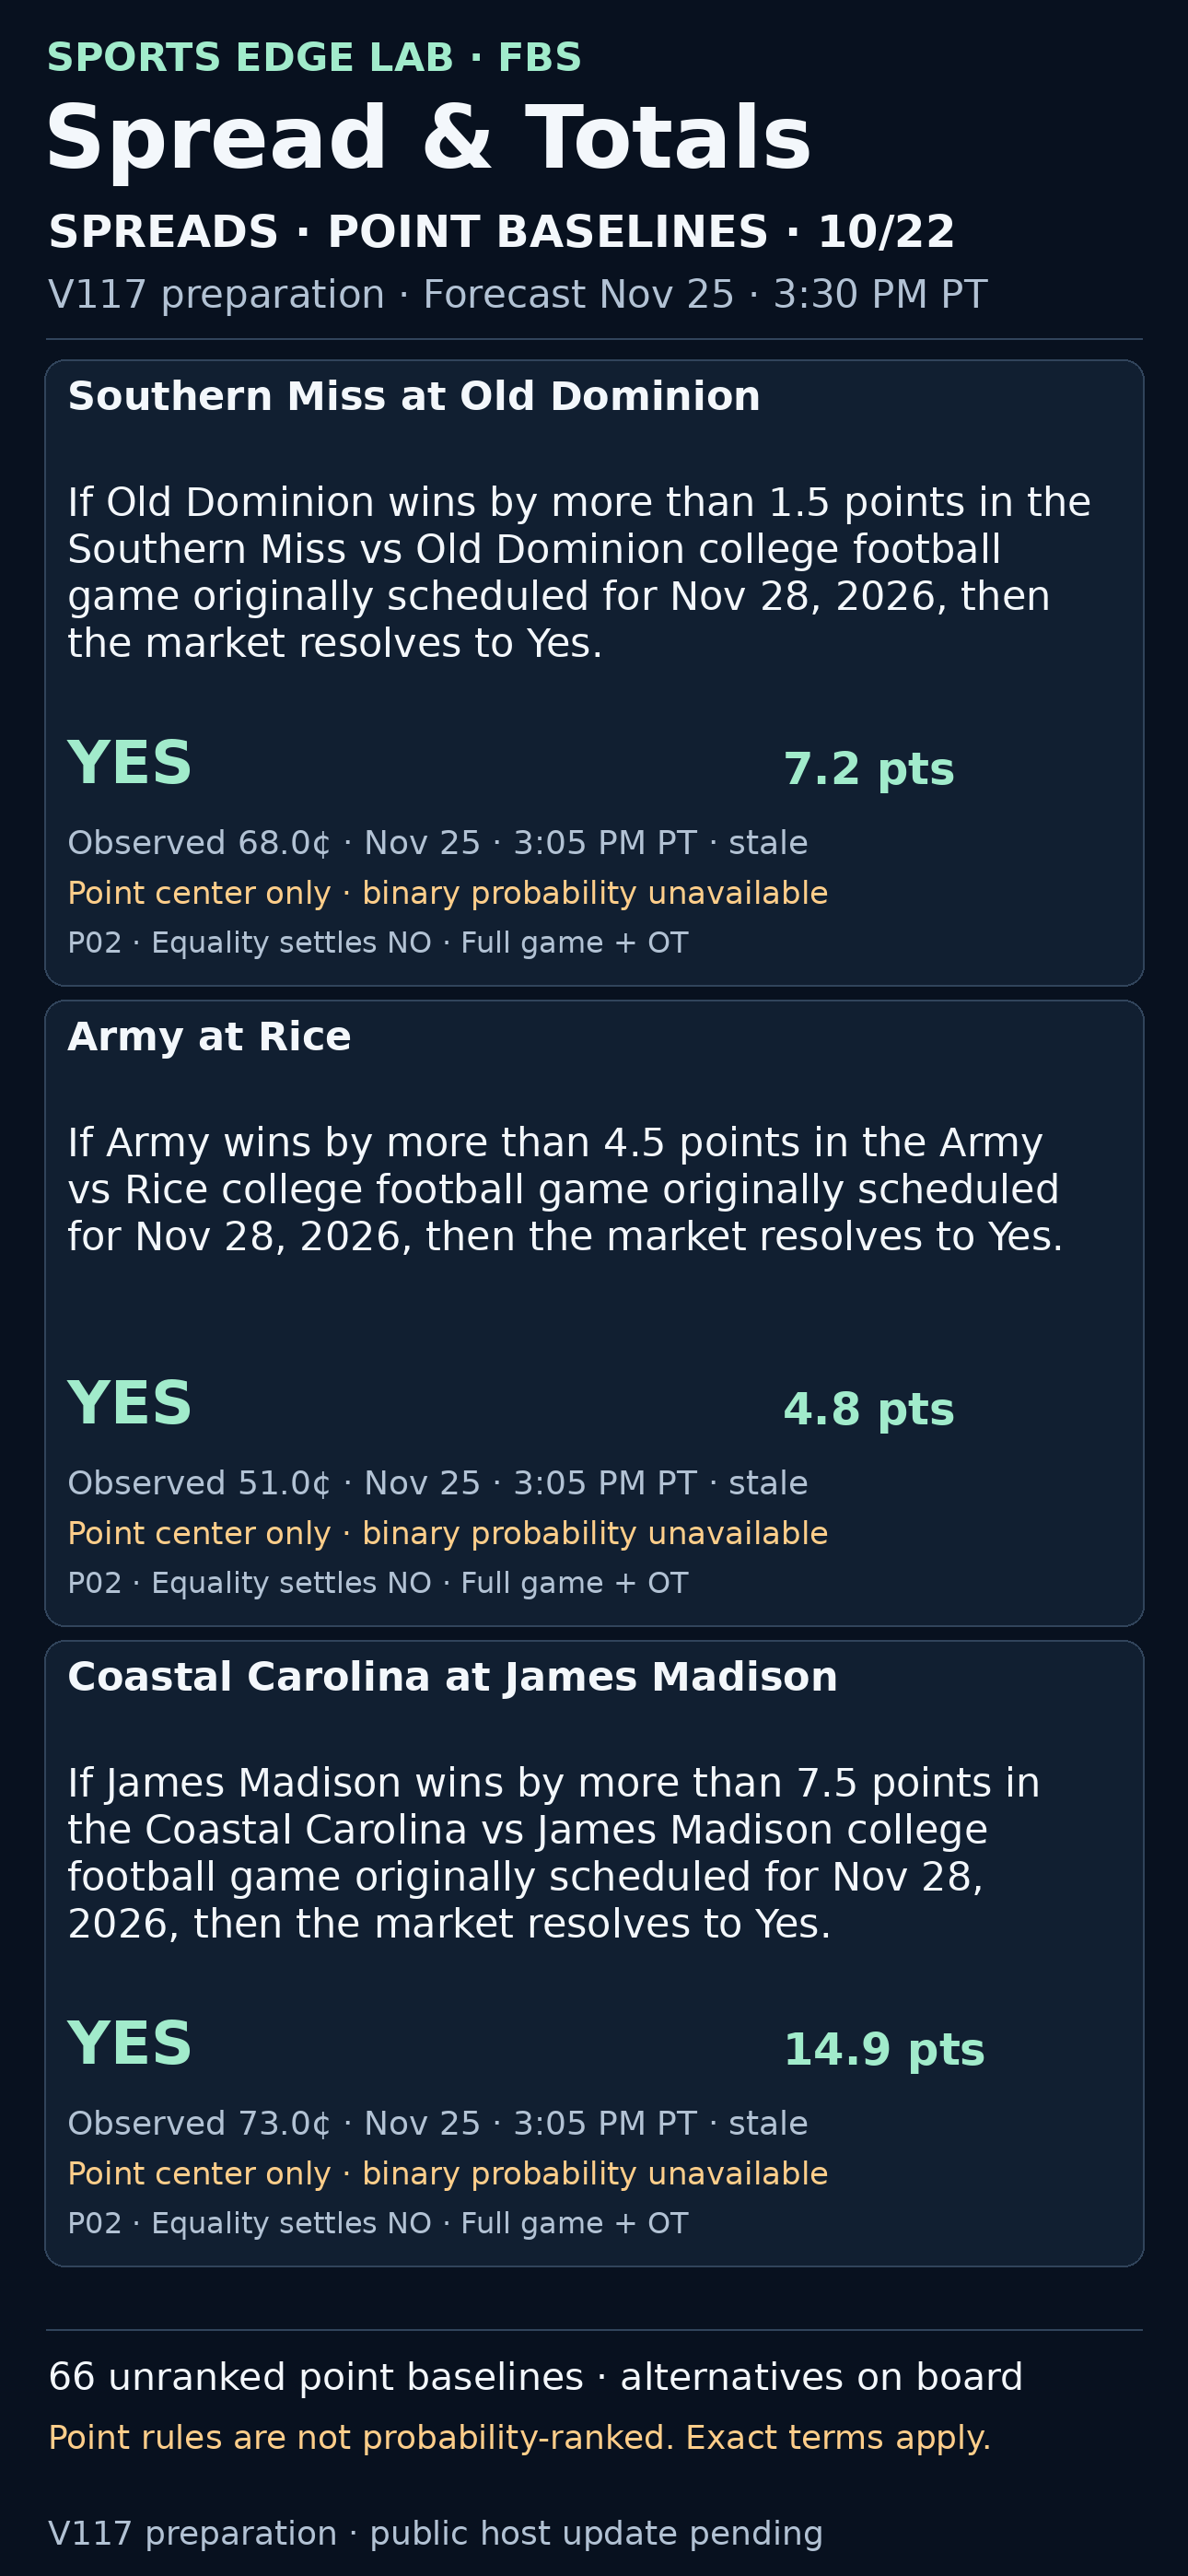 SPORTS EDGE LAB · FBS
Spread & Totals
SPREADS · POINT BASELINES · 10/22
V117 preparation · Forecast Nov 25 · 3:30 PM PT
Southern Miss at Old Dominion
If Old Dominion wins by more than 1.5 points in the
Southern Miss vs Old Dominion college football
game originally scheduled for Nov 28, 2026, then
the market resolves to Yes.
YES 7.2 pts
Observed 68.0¢ · Nov 25 · 3:05 PM PT · stale
Point center only · binary probability unavailable
P02 · Equality settles NO · Full game + OT
Army at Rice
If Army wins by more than 4.5 points in the Army
vs Rice college football game originally scheduled
for Nov 28, 2026, then the market resolves to Yes.
YES 4.8 pts
Observed 51.0¢ · Nov 25 · 3:05 PM PT · stale
Point center only · binary probability unavailable
P02 · Equality settles NO · Full game + OT
Coastal Carolina at James Madison
If James Madison wins by more than 7.5 points in
the Coastal Carolina vs James Madison college
football game originally scheduled for Nov 28,
2026, then the market resolves to Yes.
YES 14.9 pts
Observed 73.0¢ · Nov 25 · 3:05 PM PT · stale
Point center only · binary probability unavailable
P02 · Equality settles NO · Full game + OT
66 unranked point baselines · alternatives on board
Point rules are not probability-ranked. Exact terms apply.
V117 preparation · public host update pending